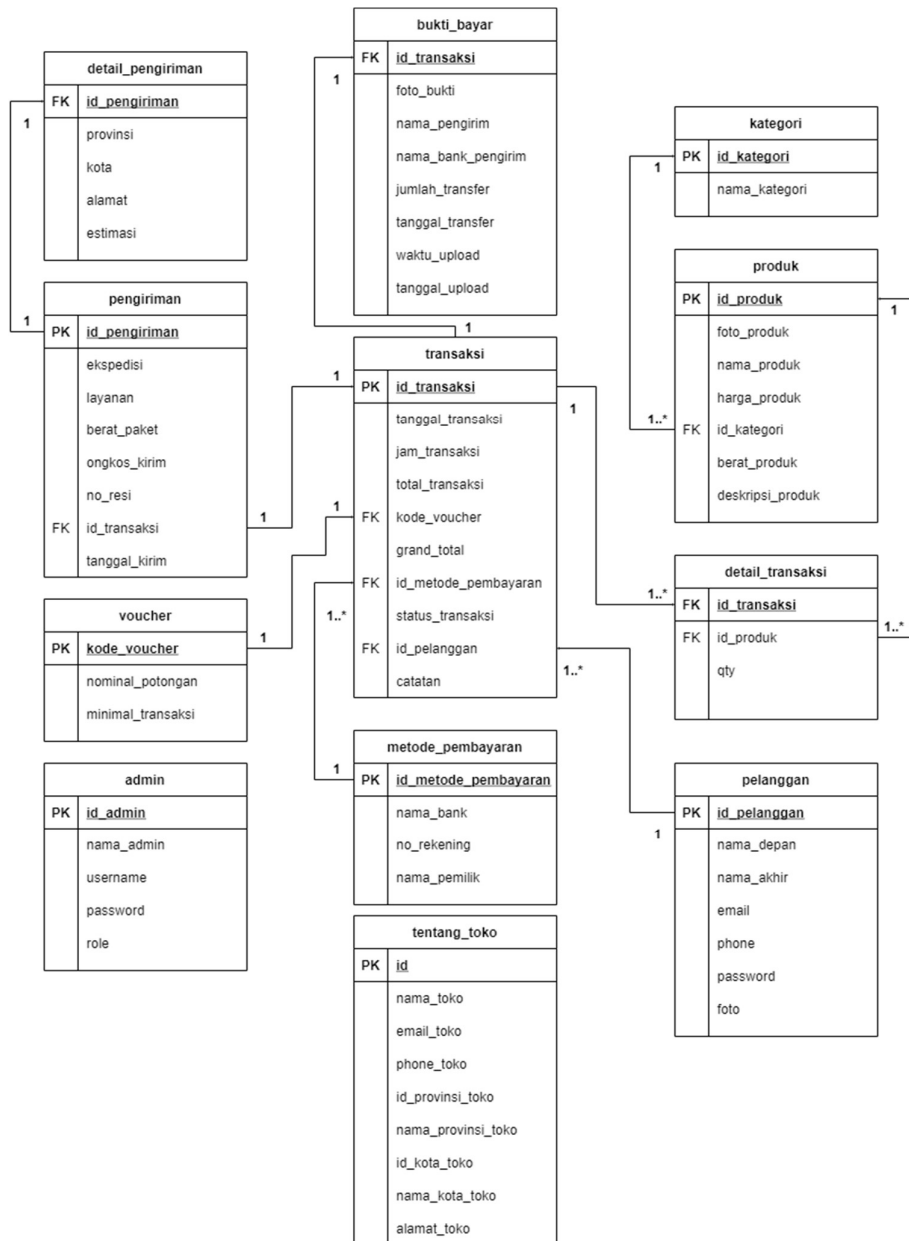 bukti_bayar
FK id_transaksi
foto_bukti
nama_pengirim
nama_bank_pengirim
jumlah_transfer
tanggal_transfer
waktu_upload
tanggal_upload
1
1
detail_pengiriman
FK id_pengiriman
provinsi
kota
alamat
estimasi
1
1
pengiriman
PK id_pengiriman
ekspedisi
layanan
berat_paket
ongkos_kirim
no_resi
FK id_transaksi
tanggal_kirim
1
1
kategori
PK id_kategori
nama_kategori
1
1..*
produk
PK id_produk
foto_produk
nama_produk
harga_produk
FK id_kategori
berat_produk
deskripsi_produk
1
transaksi
PK id_transaksi
tanggal_transaksi
jam_transaksi
total_transaksi
FK kode_voucher
grand_total
FK id_metode_pembayaran
status_transaksi
FK id_pelanggan
catatan
1
1
1..*
1..*
voucher
PK kode_voucher
nominal_potongan
minimal_transaksi
1
detail_transaksi
FK id_transaksi
FK id_produk
qty
1..*
1..*
admin
PK id_admin
nama_admin
username
password
role
metode_pembayaran
PK id_metode_pembayaran
nama_bank
no_rekening
nama_pemilik
1
pelanggan
PK id_pelanggan
nama_depan
nama_akhir
email
phone
password
foto
1
tentang_toko
PK id
nama_toko
email_toko
phone_toko
id_provinsi_toko
nama_provinsi_toko
id_kota_toko
nama_kota_toko
alamat_toko